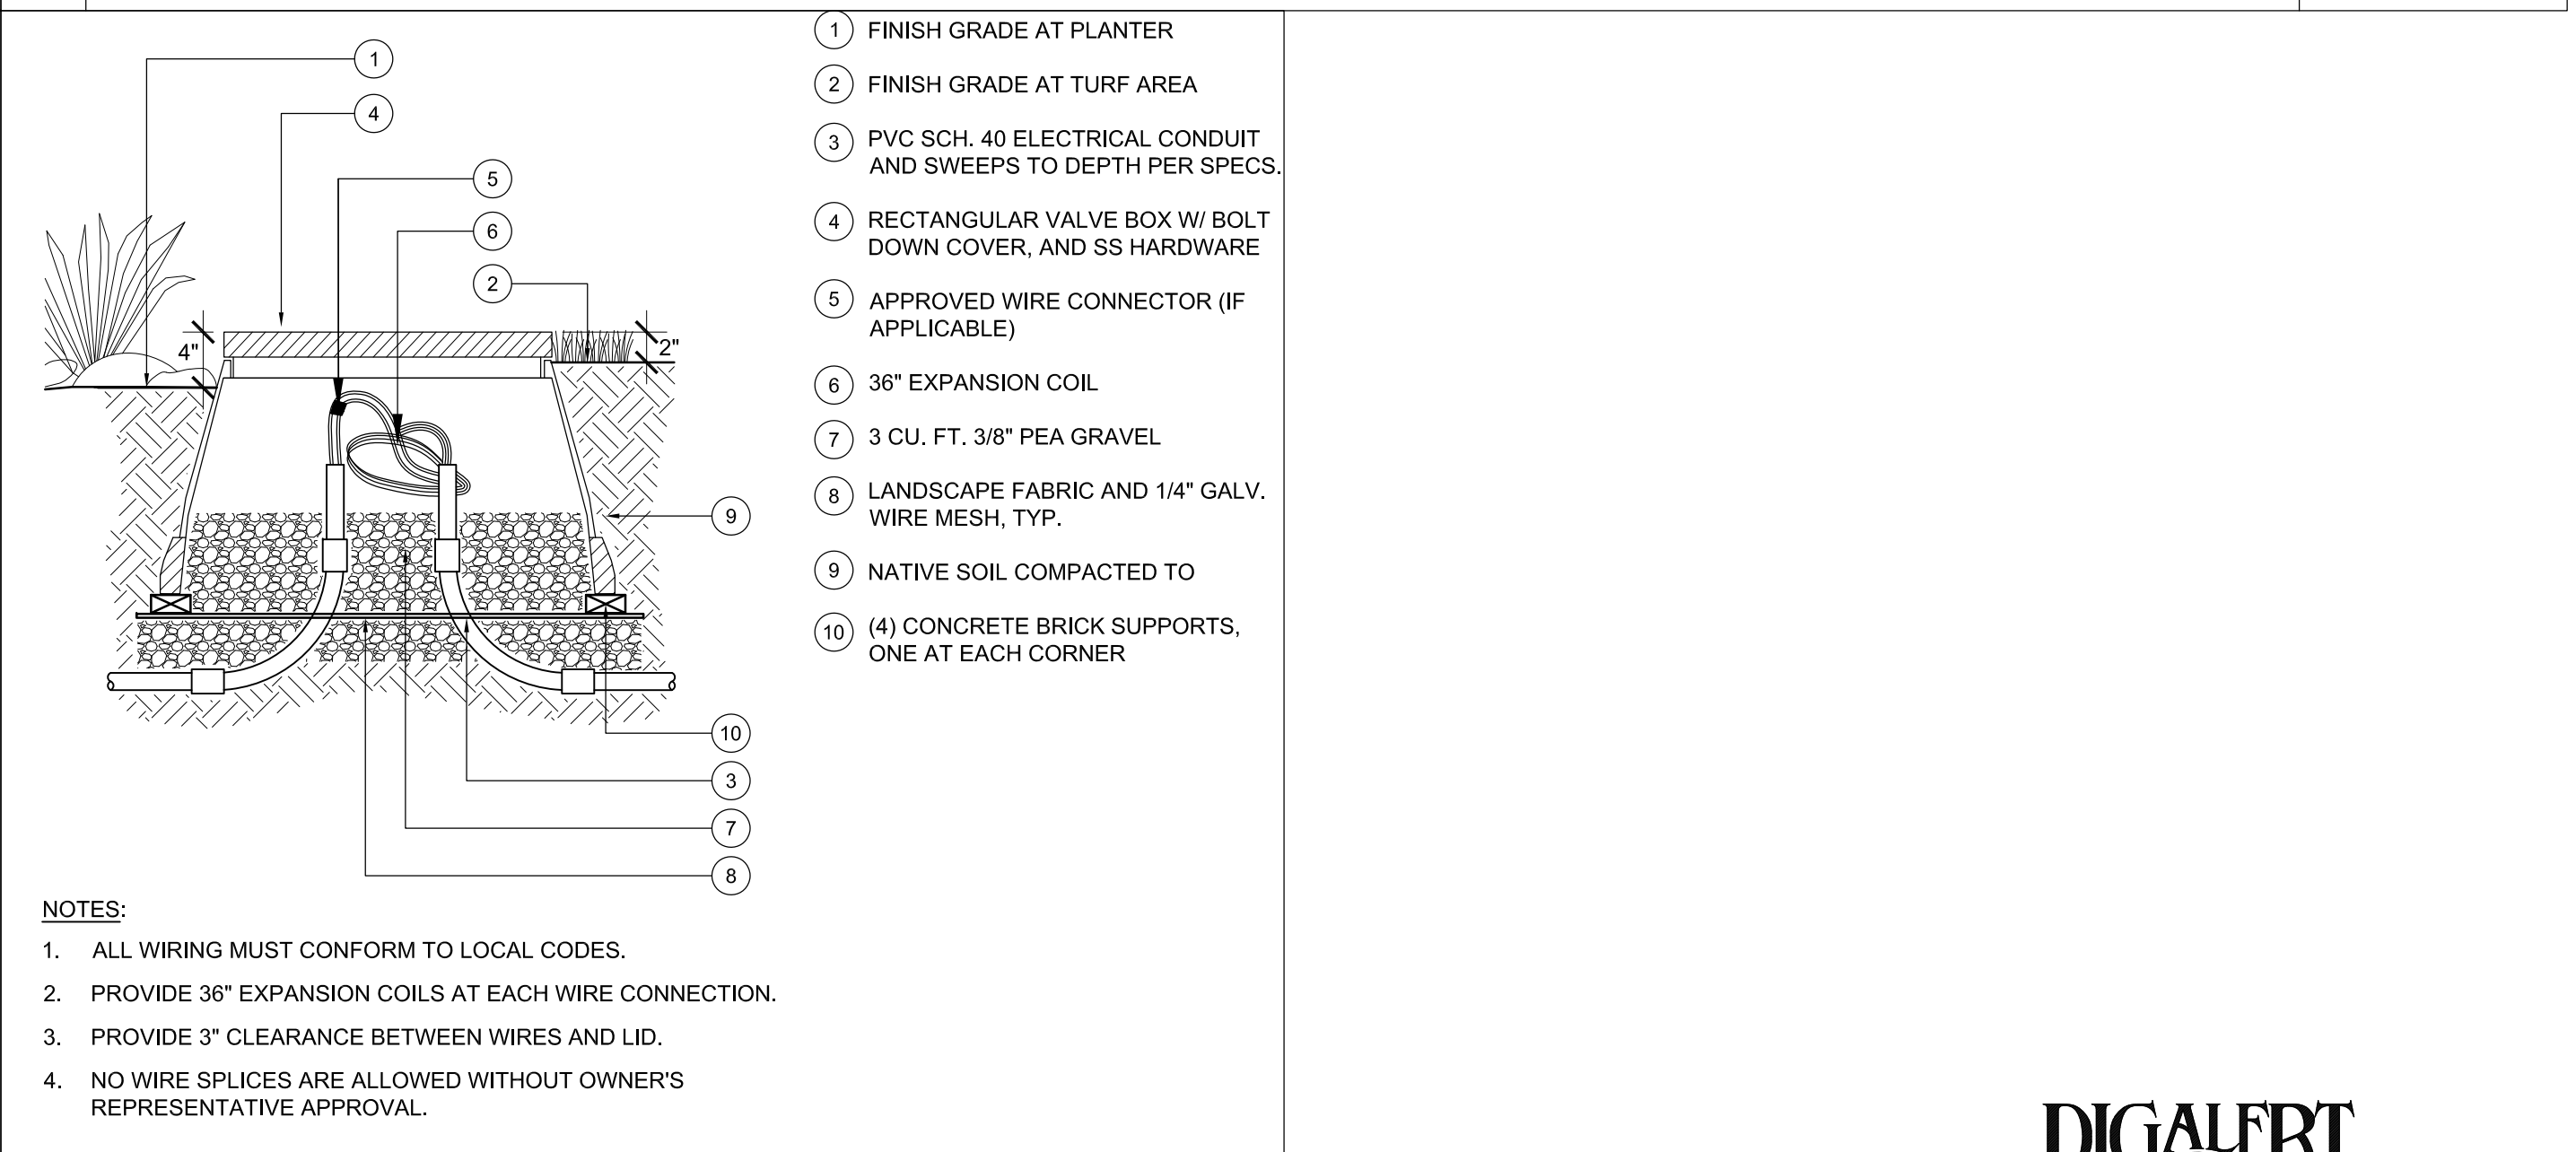 1 FINISH GRADE AT PLANTER
2 FINISH GRADE AT TURF AREA
3 PVC SCH. 40 ELECTRICAL CONDUIT
AND SWEEPS TO DEPTH PER SPECS.
4 RECTANGULAR VALVE BOX W/ BOLT
DOWN COVER, AND SS HARDWARE
5 APPROVED WIRE CONNECTOR (IF
APPLICABLE)
6 36" EXPANSION COIL
7 3 CU. FT. 3/8" PEA GRAVEL
8 LANDSCAPE FABRIC AND 1/4" GALV.
WIRE MESH, TYP.
9 NATIVE SOIL COMPACTED TO
10 (4) CONCRETE BRICK SUPPORTS,
ONE AT EACH CORNER
1
4
5
6
2
4"
2"
9
10
3
7
8
NOTES:
1. ALL WIRING MUST CONFORM TO LOCAL CODES.
2. PROVIDE 36" EXPANSION COILS AT EACH WIRE CONNECTION.
3. PROVIDE 3" CLEARANCE BETWEEN WIRES AND LID.
4. NO WIRE SPLICES ARE ALLOWED WITHOUT OWNER'S
REPRESENTATIVE APPROVAL.
DIGALERT